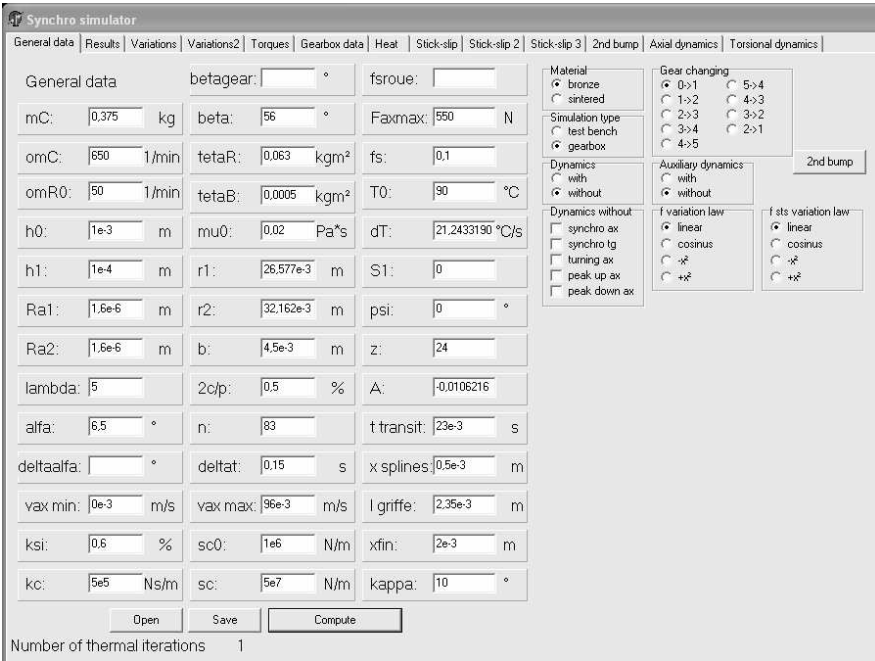 Synchro simulator
General data Results Variations Variations2 Torques Gearbox data Heat Stick-slip Stick-slip 2 Stick-slip 3 2nd bump Axial dynamics Torsional dynamics
General data betagear: ° fsroue:
mC: 0,375 kg beta: 56 ° Faxmax: 550 N
omC: 650 1/min tetaR: 0,063 kgm² fs: 0,1
omR0: 50 1/min tetaB: 0,0005 kgm² T0: 90 °C
h0: 1e-3 m mu0: 0,02 Pa*s dT: 21,2433190 °C/s
h1: 1e-4 m r1: 26,577e-3 m S1: 0
Ra1: 1,6e-6 m r2: 32,162e-3 m psi: 0 °
Ra2: 1,6e-6 m b: 4,5e-3 m z: 24
lambda: 5 2c/p: 0,5 % A: -0,0106216
alfa: 6,5 ° n: 83 t transit: 23e-3 s
deltaalfa: ° deltat: 0,15 s x splines: 0,5e-3 m
vax min: 0e-3 m/s vax max: 96e-3 m/s l griffe: 2,35e-3 m
ksi: 0,6 % sc0: 1e6 N/m xfin: 2e-3 m
kc: 5e5 Ns/m sc: 5e7 N/m kappa: 10 °
Open Save Compute
Number of thermal iterations 1
Material
bronze
sintered
Simulation type
test bench
gearbox
Gear changing
0->1 5->4
1->2 4->3
2->3 3->2
3->4 2->1
4->5
2nd bump
Dynamics
with
without
Auxiliary dynamics
with
without
Dynamics without
synchro ax
synchro tg
turning ax
peak up ax
peak down ax
f variation law
linear
cosinus
-x²
+x²
f sts variation law
linear
cosinus
-x²
+x²